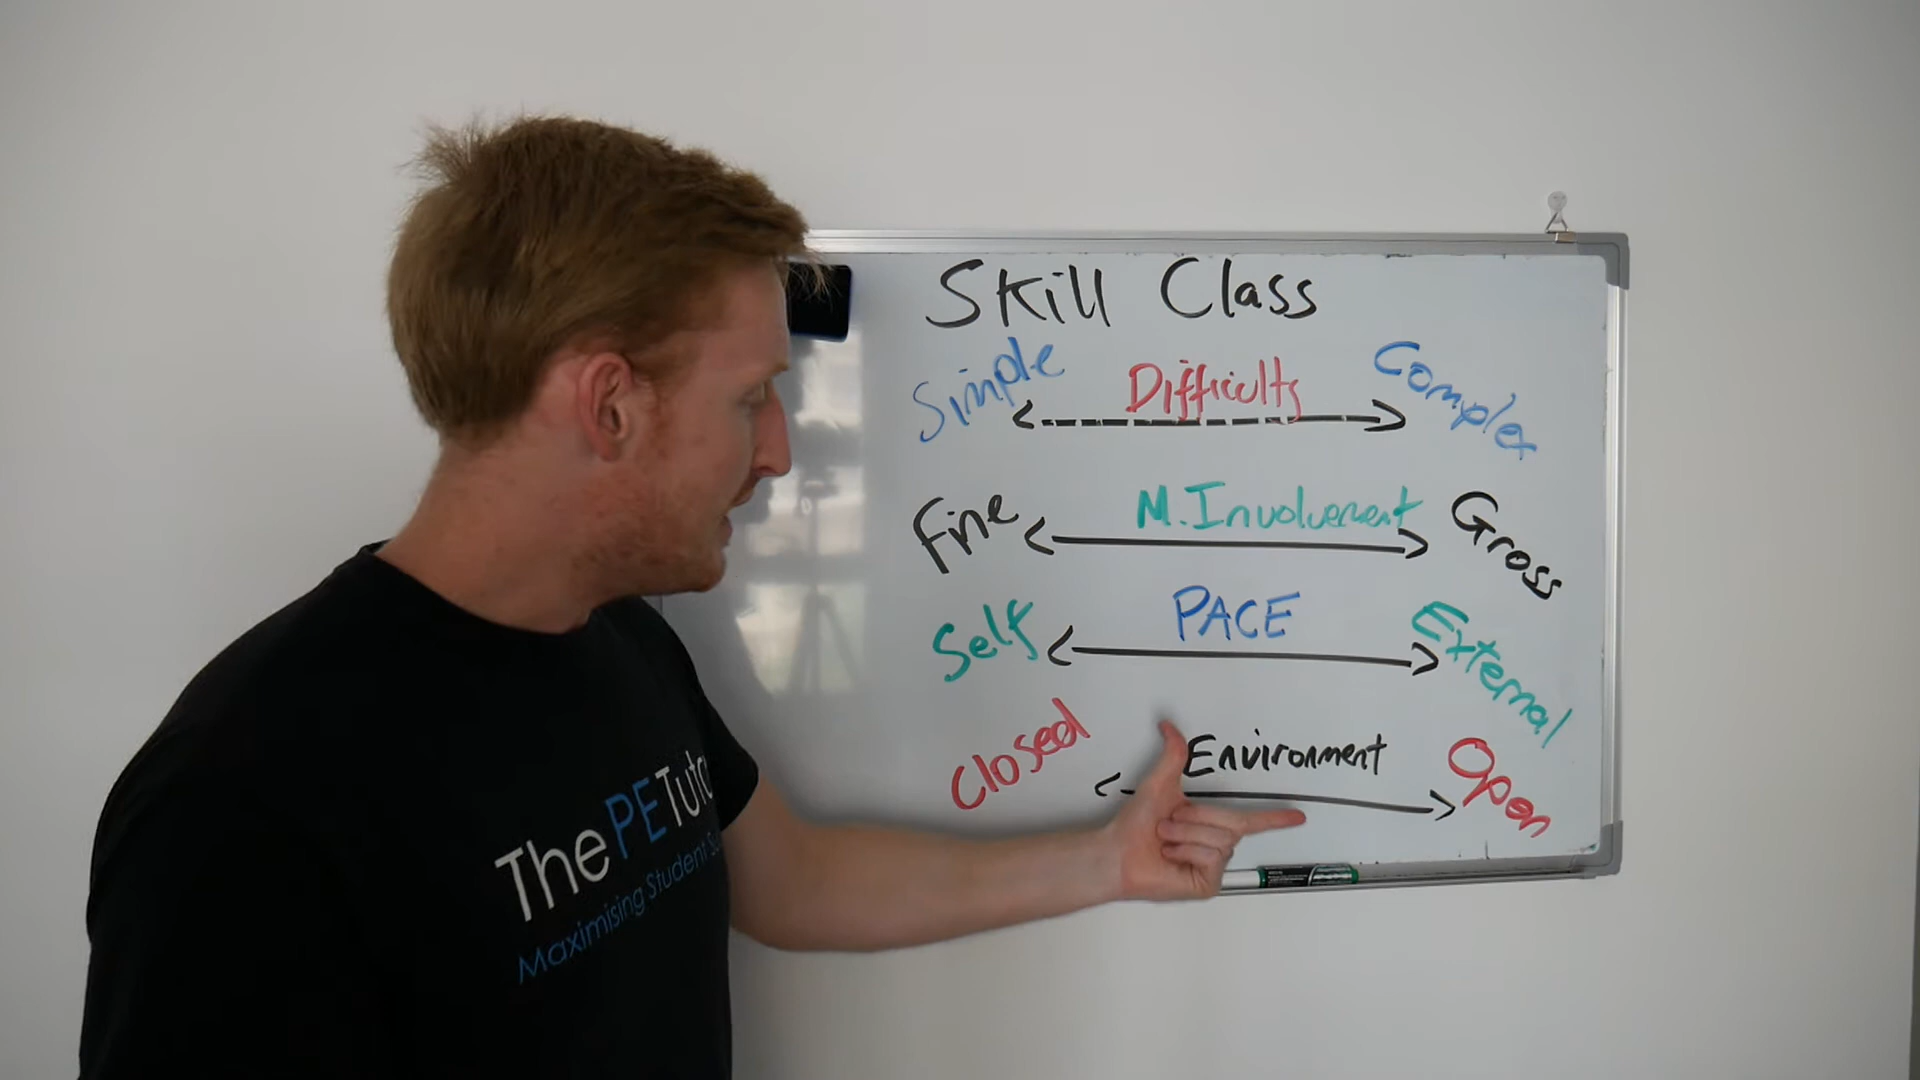 Skill Class
Simple Difficulty Complex
Fine M. Involvement Gross
Self PACE External
Closed Environment Open
The PE Tutor
Maximising Student